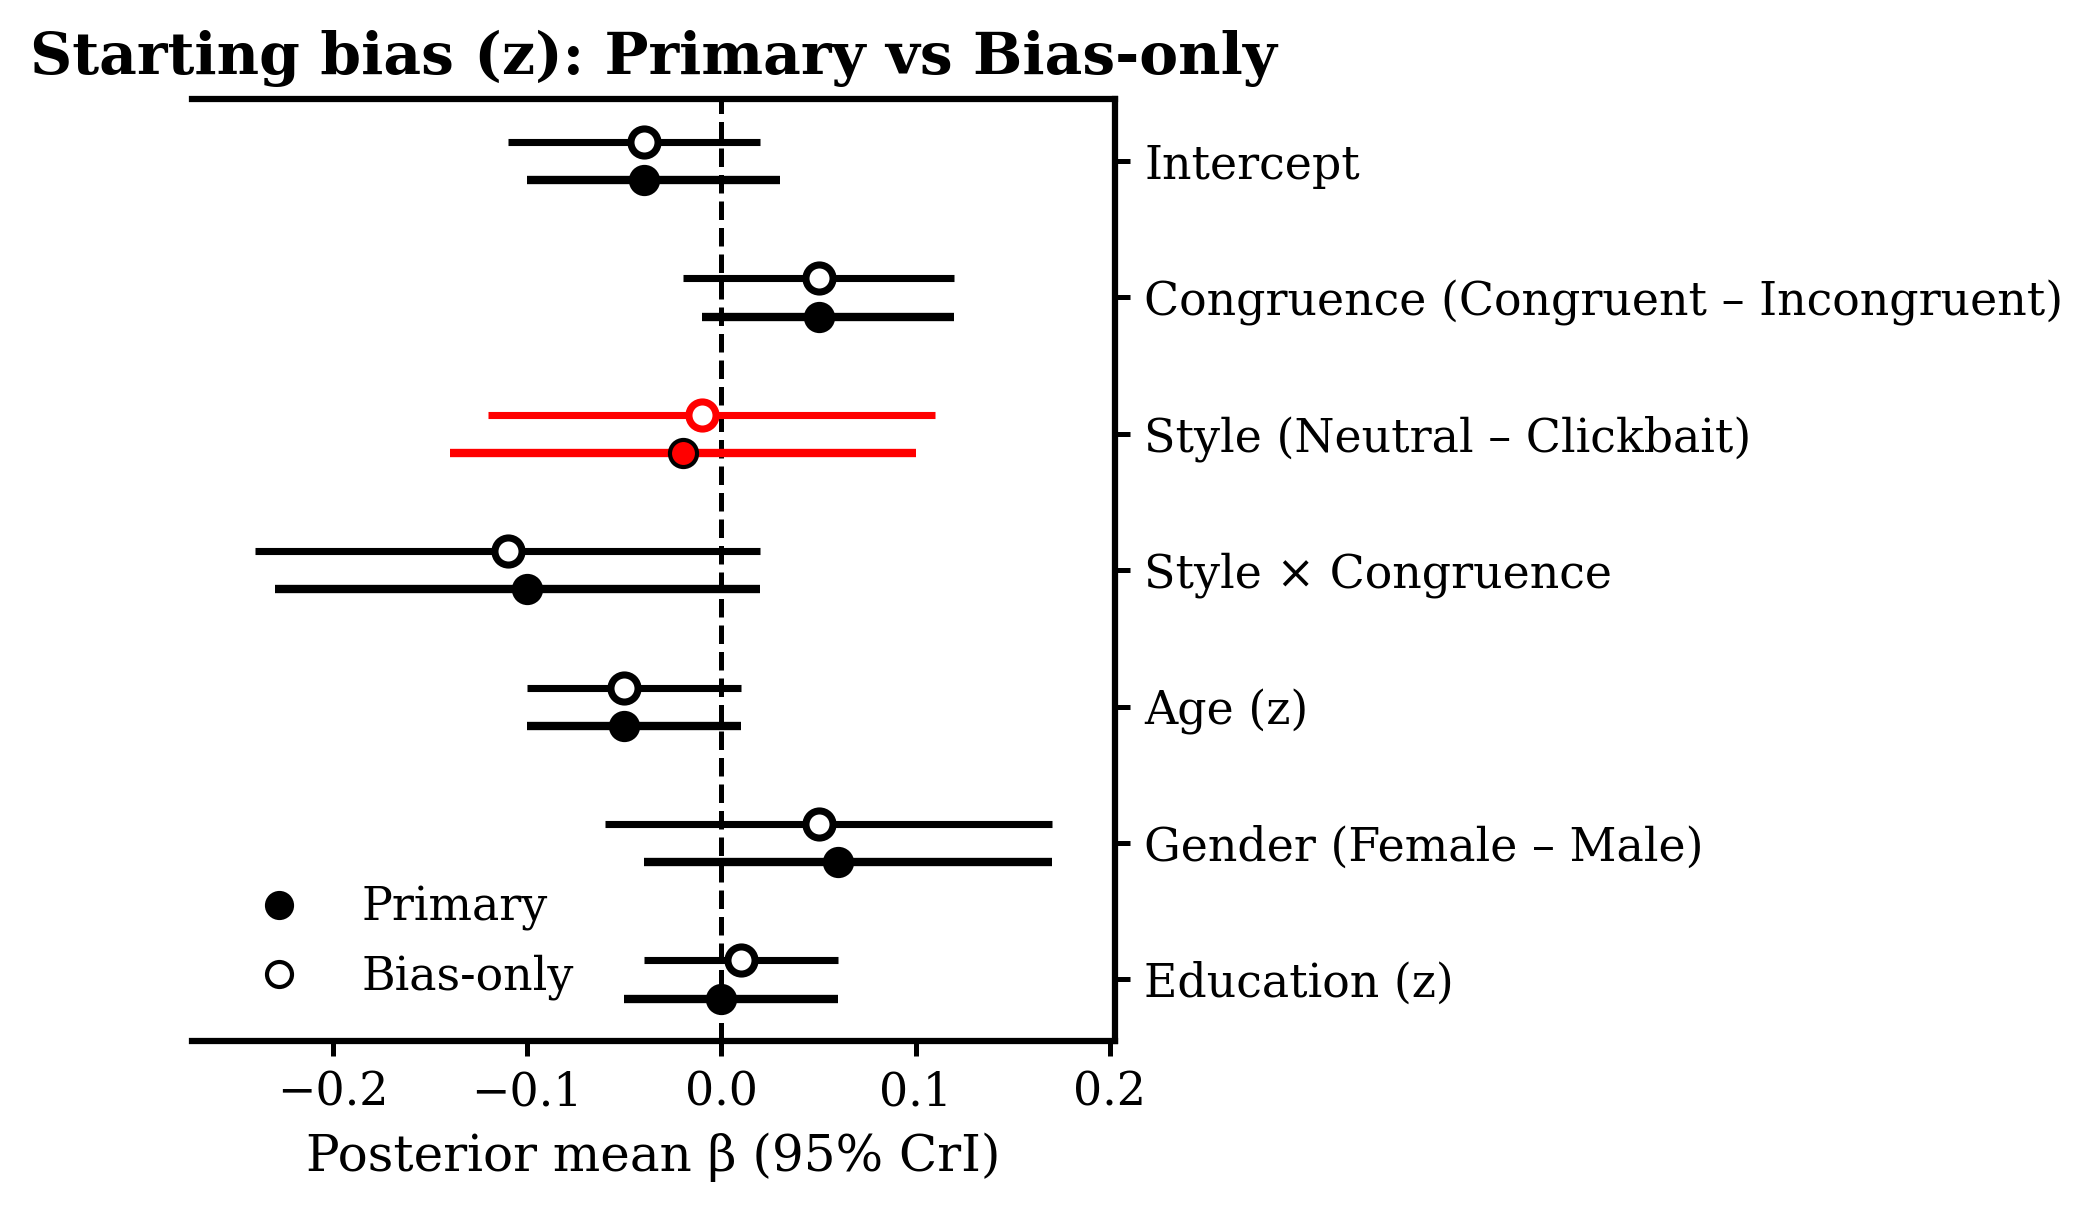 Starting bias (z): Primary vs Bias-only
Intercept
Congruence (Congruent – Incongruent)
Style (Neutral – Clickbait)
Style × Congruence
Age (z)
Gender (Female – Male)
Education (z)
Primary
Bias-only
−0.2 −0.1 0.0 0.1 0.2
Posterior mean β (95% CrI)